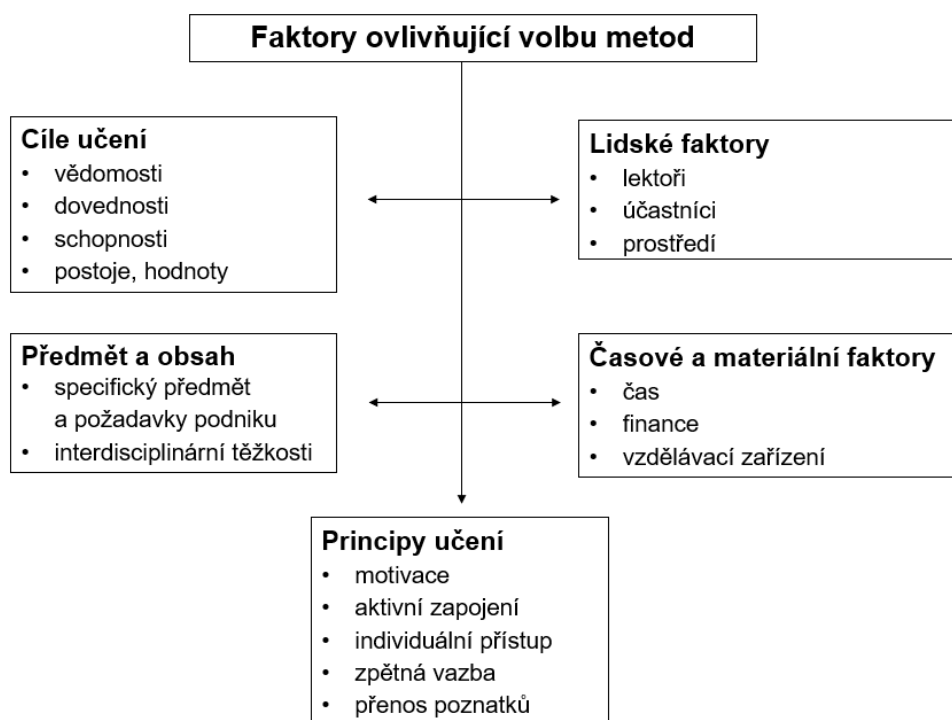 Faktory ovlivňující volbu metod
Cíle učení
• vědomosti
• dovednosti
• schopnosti
• postoje, hodnoty
Lidské faktory
• lektoři
• účastníci
• prostředí
Předmět a obsah
• specifický předmět
a požadavky podniku
• interdisciplinární těžkosti
Časové a materiální faktory
• čas
• finance
• vzdělávací zařízení
Principy učení
• motivace
• aktivní zapojení
• individuální přístup
• zpětná vazba
• přenos poznatků